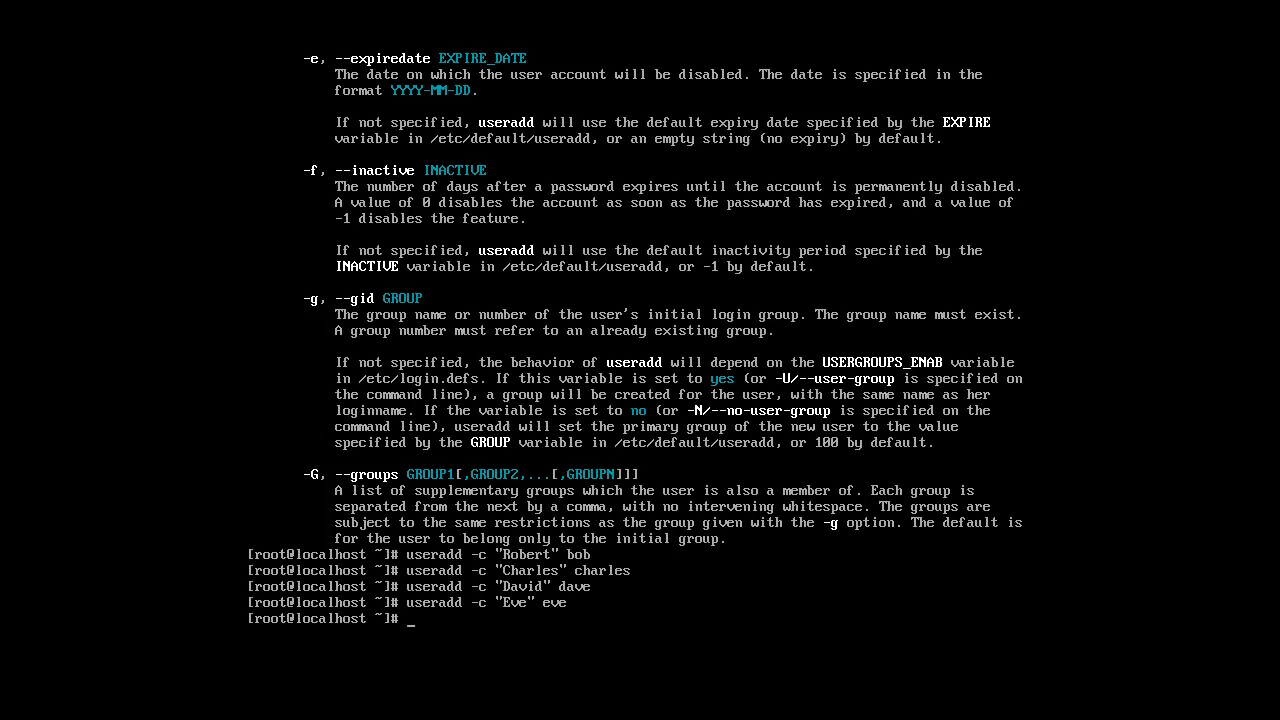 -e, --expiredate EXPIRE_DATE
The date on which the user account will be disabled. The date is specified in the
format YYYY-MM-DD.
If not specified, useradd will use the default expiry date specified by the EXPIRE
variable in /etc/default/useradd, or an empty string (no expiry) by default.
-f, --inactive INACTIVE
The number of days after a password expires until the account is permanently disabled.
A value of 0 disables the account as soon as the password has expired, and a value of
-1 disables the feature.
If not specified, useradd will use the default inactivity period specified by the
INACTIVE variable in /etc/default/useradd, or -1 by default.
-g, --gid GROUP
The group name or number of the user's initial login group. The group name must exist.
A group number must refer to an already existing group.
If not specified, the behavior of useradd will depend on the USERGROUPS_ENAB variable
in /etc/login.defs. If this variable is set to yes (or -U/--user-group is specified on
the command line), a group will be created for the user, with the same name as her
loginname. If the variable is set to no (or -N/--no-user-group is specified on the
command line), useradd will set the primary group of the new user to the value
specified by the GROUP variable in /etc/default/useradd, or 100 by default.
-G, --groups GROUP1[,GROUP2,...[,GROUPN]]]
A list of supplementary groups which the user is also a member of. Each group is
separated from the next by a comma, with no intervening whitespace. The groups are
subject to the same restrictions as the group given with the -g option. The default is
for the user to belong only to the initial group.
[root@localhost ~]# useradd -c "Robert" bob
[root@localhost ~]# useradd -c "Charles" charles
[root@localhost ~]# useradd -c "David" dave
[root@localhost ~]# useradd -c "Eve" eve
[root@localhost ~]# _